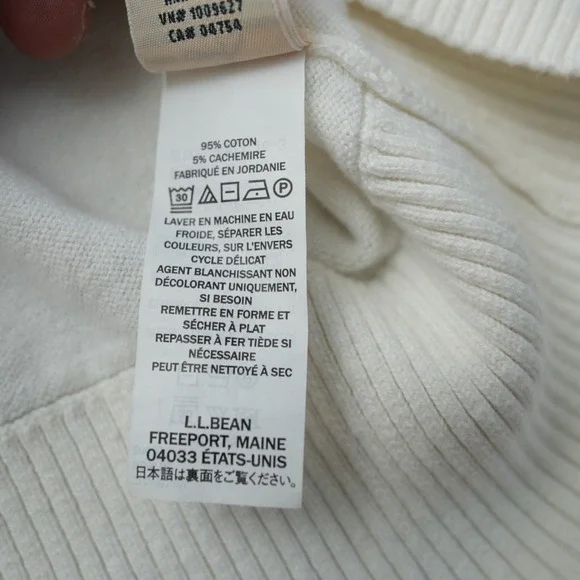 VN# 1009627
CA# 04754
95% COTON
5% CACHEMIRE
FABRIQUÉ EN JORDANIE
30 P
LAVER EN MACHINE EN EAU
FROIDE, SÉPARER LES
COULEURS, SUR L'ENVERS
CYCLE DÉLICAT
AGENT BLANCHISSANT NON
DÉCOLORANT UNIQUEMENT,
SI BESOIN
REMETTRE EN FORME ET
SÉCHER À PLAT
REPASSER À FER TIÈDE SI
NÉCESSAIRE
PEUT ÊTRE NETTOYÉ À SEC
L.L.BEAN
FREEPORT, MAINE
04033 ÉTATS-UNIS
日本語は裏面をご覧ください。